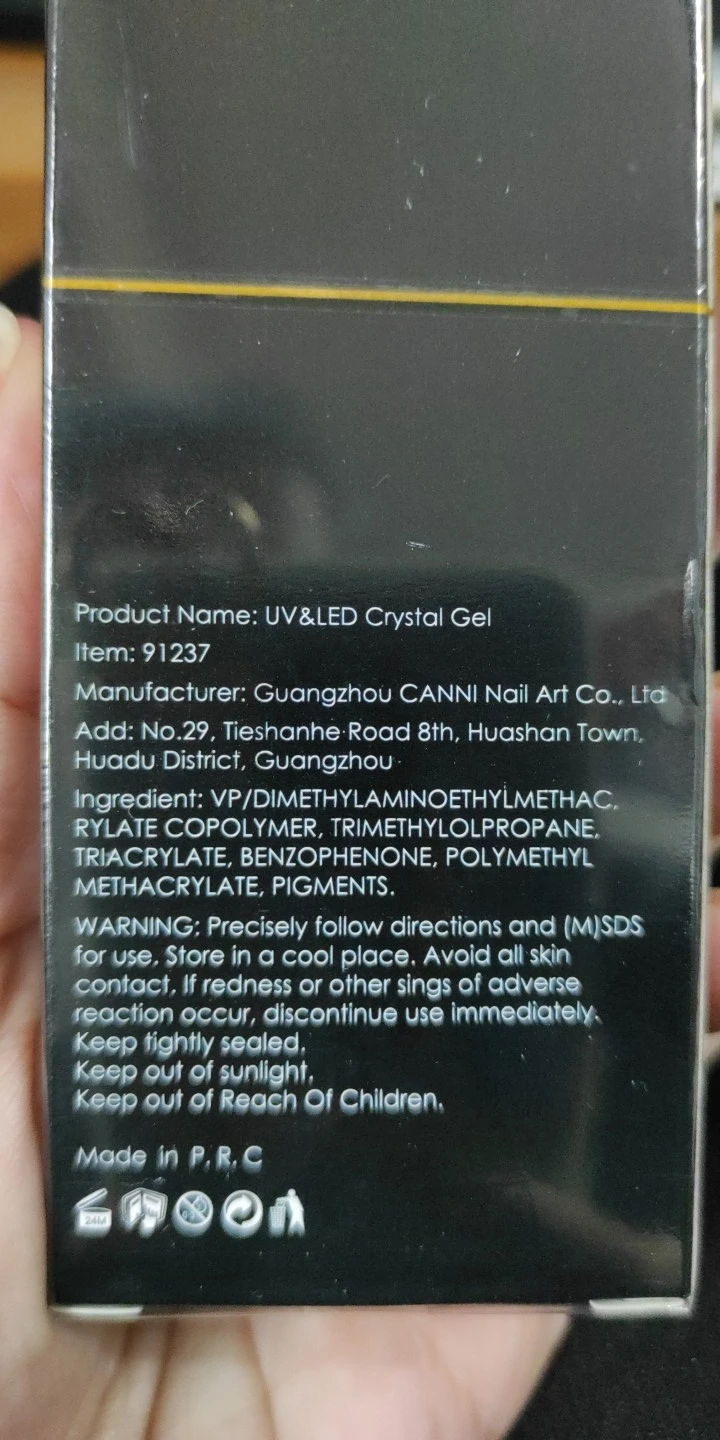 Product Name: UV&LED Crystal Gel
Item: 91237
Manufacturer: Guangzhou CANNI Nail Art Co., Ltd
Add: No.29, Tieshanhe Road 8th, Huashan Town,
Huadu District, Guangzhou
Ingredient: VP/DIMETHYLAMINOETHYLMETHAC,
RYLATE COPOLYMER, TRIMETHYLOLPROPANE,
TRIACRYLATE, BENZOPHENONE, POLYMETHYL
METHACRYLATE, PIGMENTS.
WARNING: Precisely follow directions and (M)SDS
for use. Store in a cool place. Avoid all skin
contact. If redness or other sings of adverse
reaction occur, discontinue use immediately.
Keep tightly sealed.
Keep out of sunlight.
Keep out of Reach Of Children.
Made in P.R.C
24M